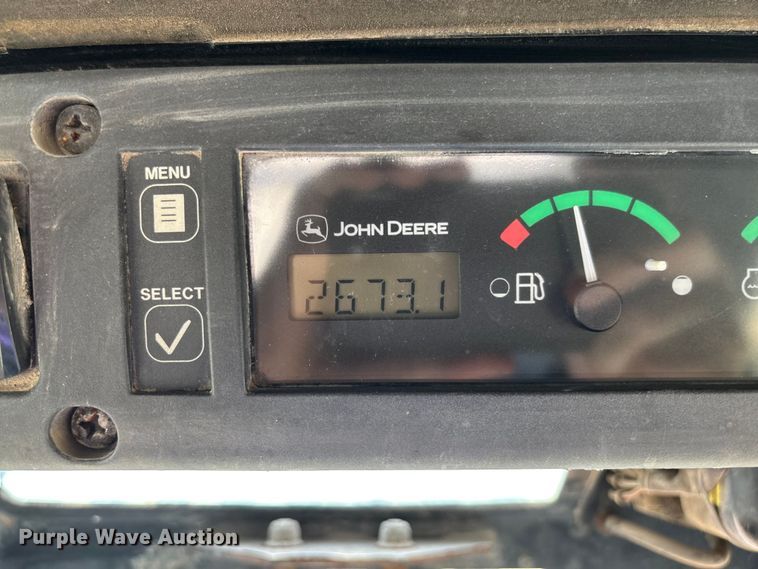 MENU
JOHN DEERE
2673.1
SELECT
Purple Wave Auction